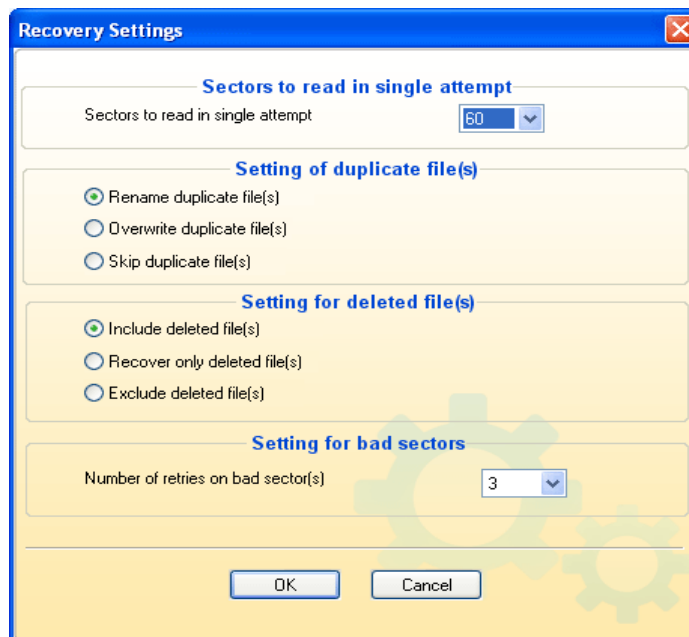 Recovery Settings
Sectors to read in single attempt
Sectors to read in single attempt 60
Setting of duplicate file(s)
Rename duplicate file(s)
Overwrite duplicate file(s)
Skip duplicate file(s)
Setting for deleted file(s)
Include deleted file(s)
Recover only deleted file(s)
Exclude deleted file(s)
Setting for bad sectors
Number of retries on bad sector(s) 3
OK Cancel